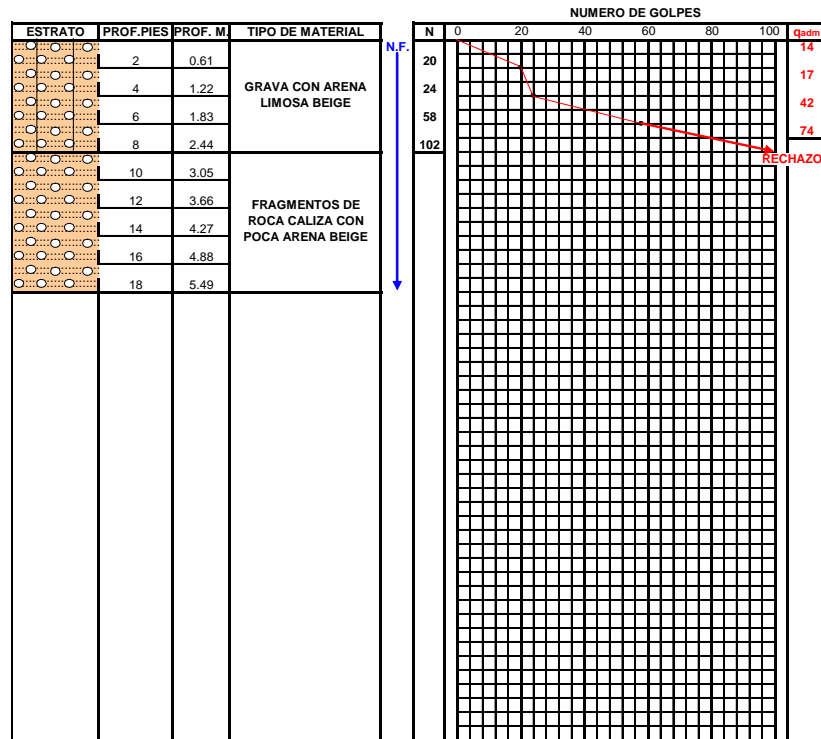 NUMERO DE GOLPES
ESTRATO PROF.PIES PROF. M. TIPO DE MATERIAL N 0 20 40 60 80 100 qadm
N.F. 14
2 0.61 20
17
4 1.22 24
GRAVA CON ARENA
LIMOSA BEIGE
42
6 1.83 58
74
8 2.44 102
RECHAZO
10 3.05
12 3.66
FRAGMENTOS DE
ROCA CALIZA CON
POCA ARENA BEIGE
14 4.27
16 4.88
18 5.49